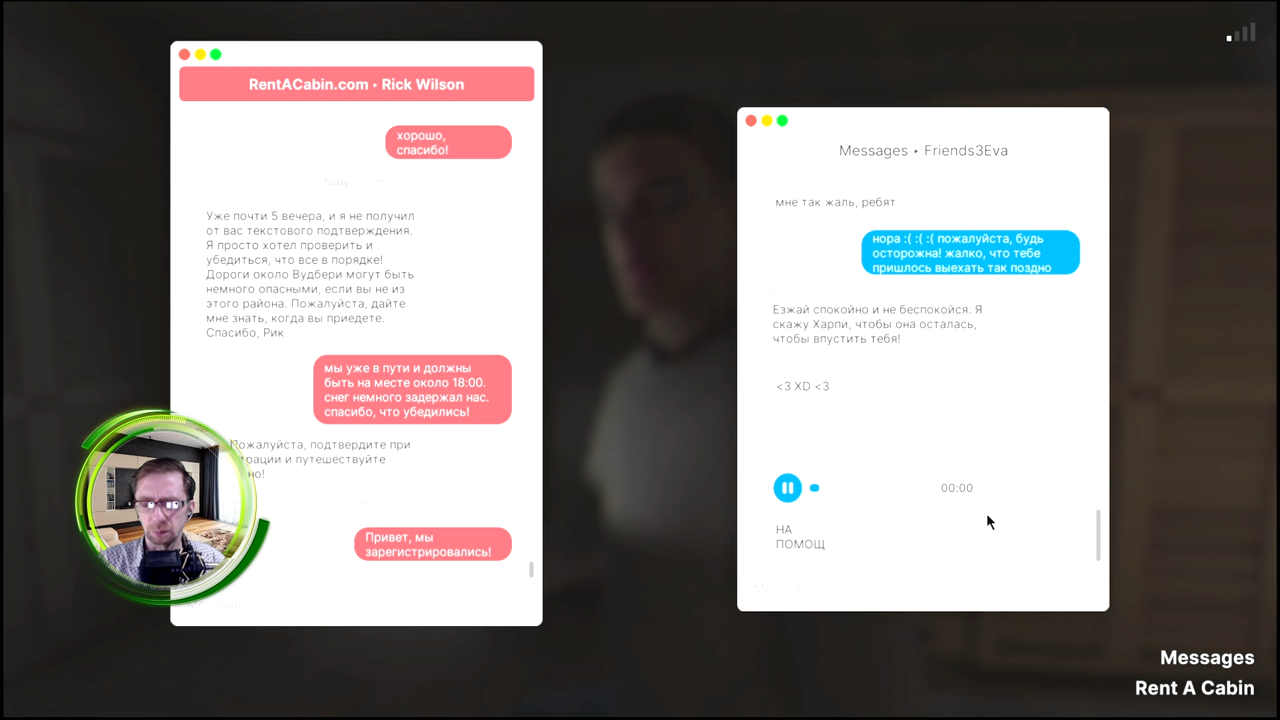 RentACabin.com ‣ Rick Wilson
хорошо,
спасибо!
Today
Уже почти 5 вечера, и я не получил
от вас текстового подтверждения.
Я просто хотел проверить и
убедиться, что все в порядке!
Дороги около Вудбери могут быть
немного опасными, если вы не из
этого района. Пожалуйста, дайте
мне знать, когда вы приедете.
Спасибо, Рик
мы уже в пути и должны
быть на месте около 18:00.
снег немного задержал нас.
спасибо, что убедились!
Пожалуйста, подтвердите при
и путешествуйте
Привет, мы
зарегистрировались!
Messages ‣ Friends3Eva
мне так жаль, ребят
нора :( :( :( пожалуйста, будь
осторожна! жалко, что тебе
пришлось выехать так поздно
Езжай спокойно и не беспокойся. Я
скажу Харпи, чтобы она осталась,
чтобы впустить тебя!
<3 XD <3
00:00
НА
ПОМОЩ
Messages
Rent A Cabin